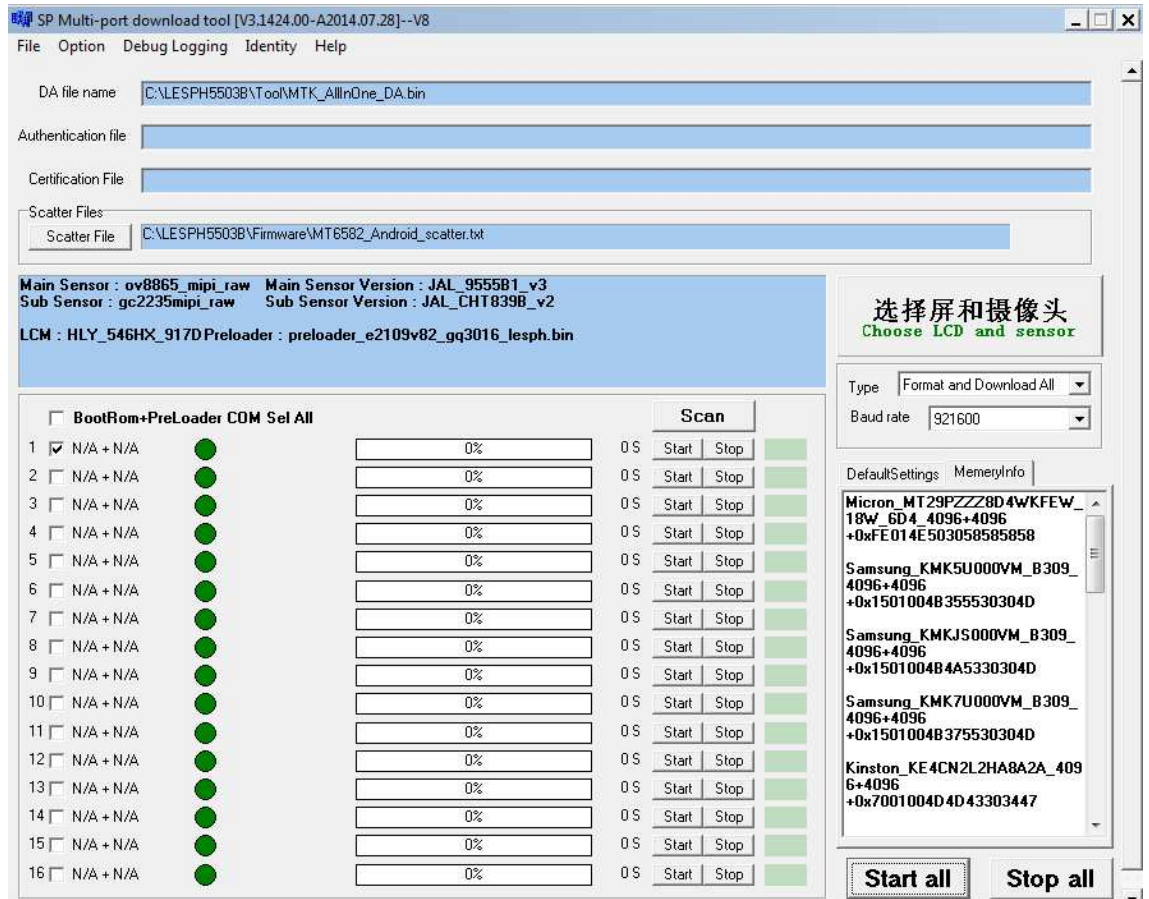 SP Multi-port download tool [V3.1424.00-A2014.07.28]--V8
File Option Debug Logging Identity Help
DA file name C:\LESPH5503B\Tool\MTK_AllInOne_DA.bin
Authentication file
Certification File
Scatter Files
Scatter File C:\LESPH5503B\Firmware\MT6582_Android_scatter.txt
Main Sensor : ov8865_mipi_raw Main Sensor Version : JAL_9555B1_v3
Sub Sensor : gc2235mipi_raw Sub Sensor Version : JAL_CHT839B_v2
LCM : HLY_546HX_917D Preloader : preloader_e2109v82_gq3016_lesph.bin
选择屏和摄像头
Choose LCD and sensor
Type Format and Download All
Baud rate 921600
BootRom+PreLoader COM Sel All Scan
1 N/A + N/A 0% 0 S Start Stop
2 N/A + N/A 0% 0 S Start Stop
3 N/A + N/A 0% 0 S Start Stop
4 N/A + N/A 0% 0 S Start Stop
5 N/A + N/A 0% 0 S Start Stop
6 N/A + N/A 0% 0 S Start Stop
7 N/A + N/A 0% 0 S Start Stop
8 N/A + N/A 0% 0 S Start Stop
9 N/A + N/A 0% 0 S Start Stop
10 N/A + N/A 0% 0 S Start Stop
11 N/A + N/A 0% 0 S Start Stop
12 N/A + N/A 0% 0 S Start Stop
13 N/A + N/A 0% 0 S Start Stop
14 N/A + N/A 0% 0 S Start Stop
15 N/A + N/A 0% 0 S Start Stop
16 N/A + N/A 0% 0 S Start Stop
DefaultSettings MemeryInfo
Micron_MT29PZZZ8D4WKFEW_
18W_6D4_4096+4096
+0xFE014E503058585858
Samsung_KMK5U000VM_B309_
4096+4096
+0x1501004B355530304D
Samsung_KMKJS000VM_B309_
4096+4096
+0x1501004B4A5330304D
Samsung_KMK7U000VM_B309_
4096+4096
+0x1501004B375530304D
Kinston_KE4CN2L2HA8A2A_409
6+4096
+0x7001004D4D43303447
Start all Stop all